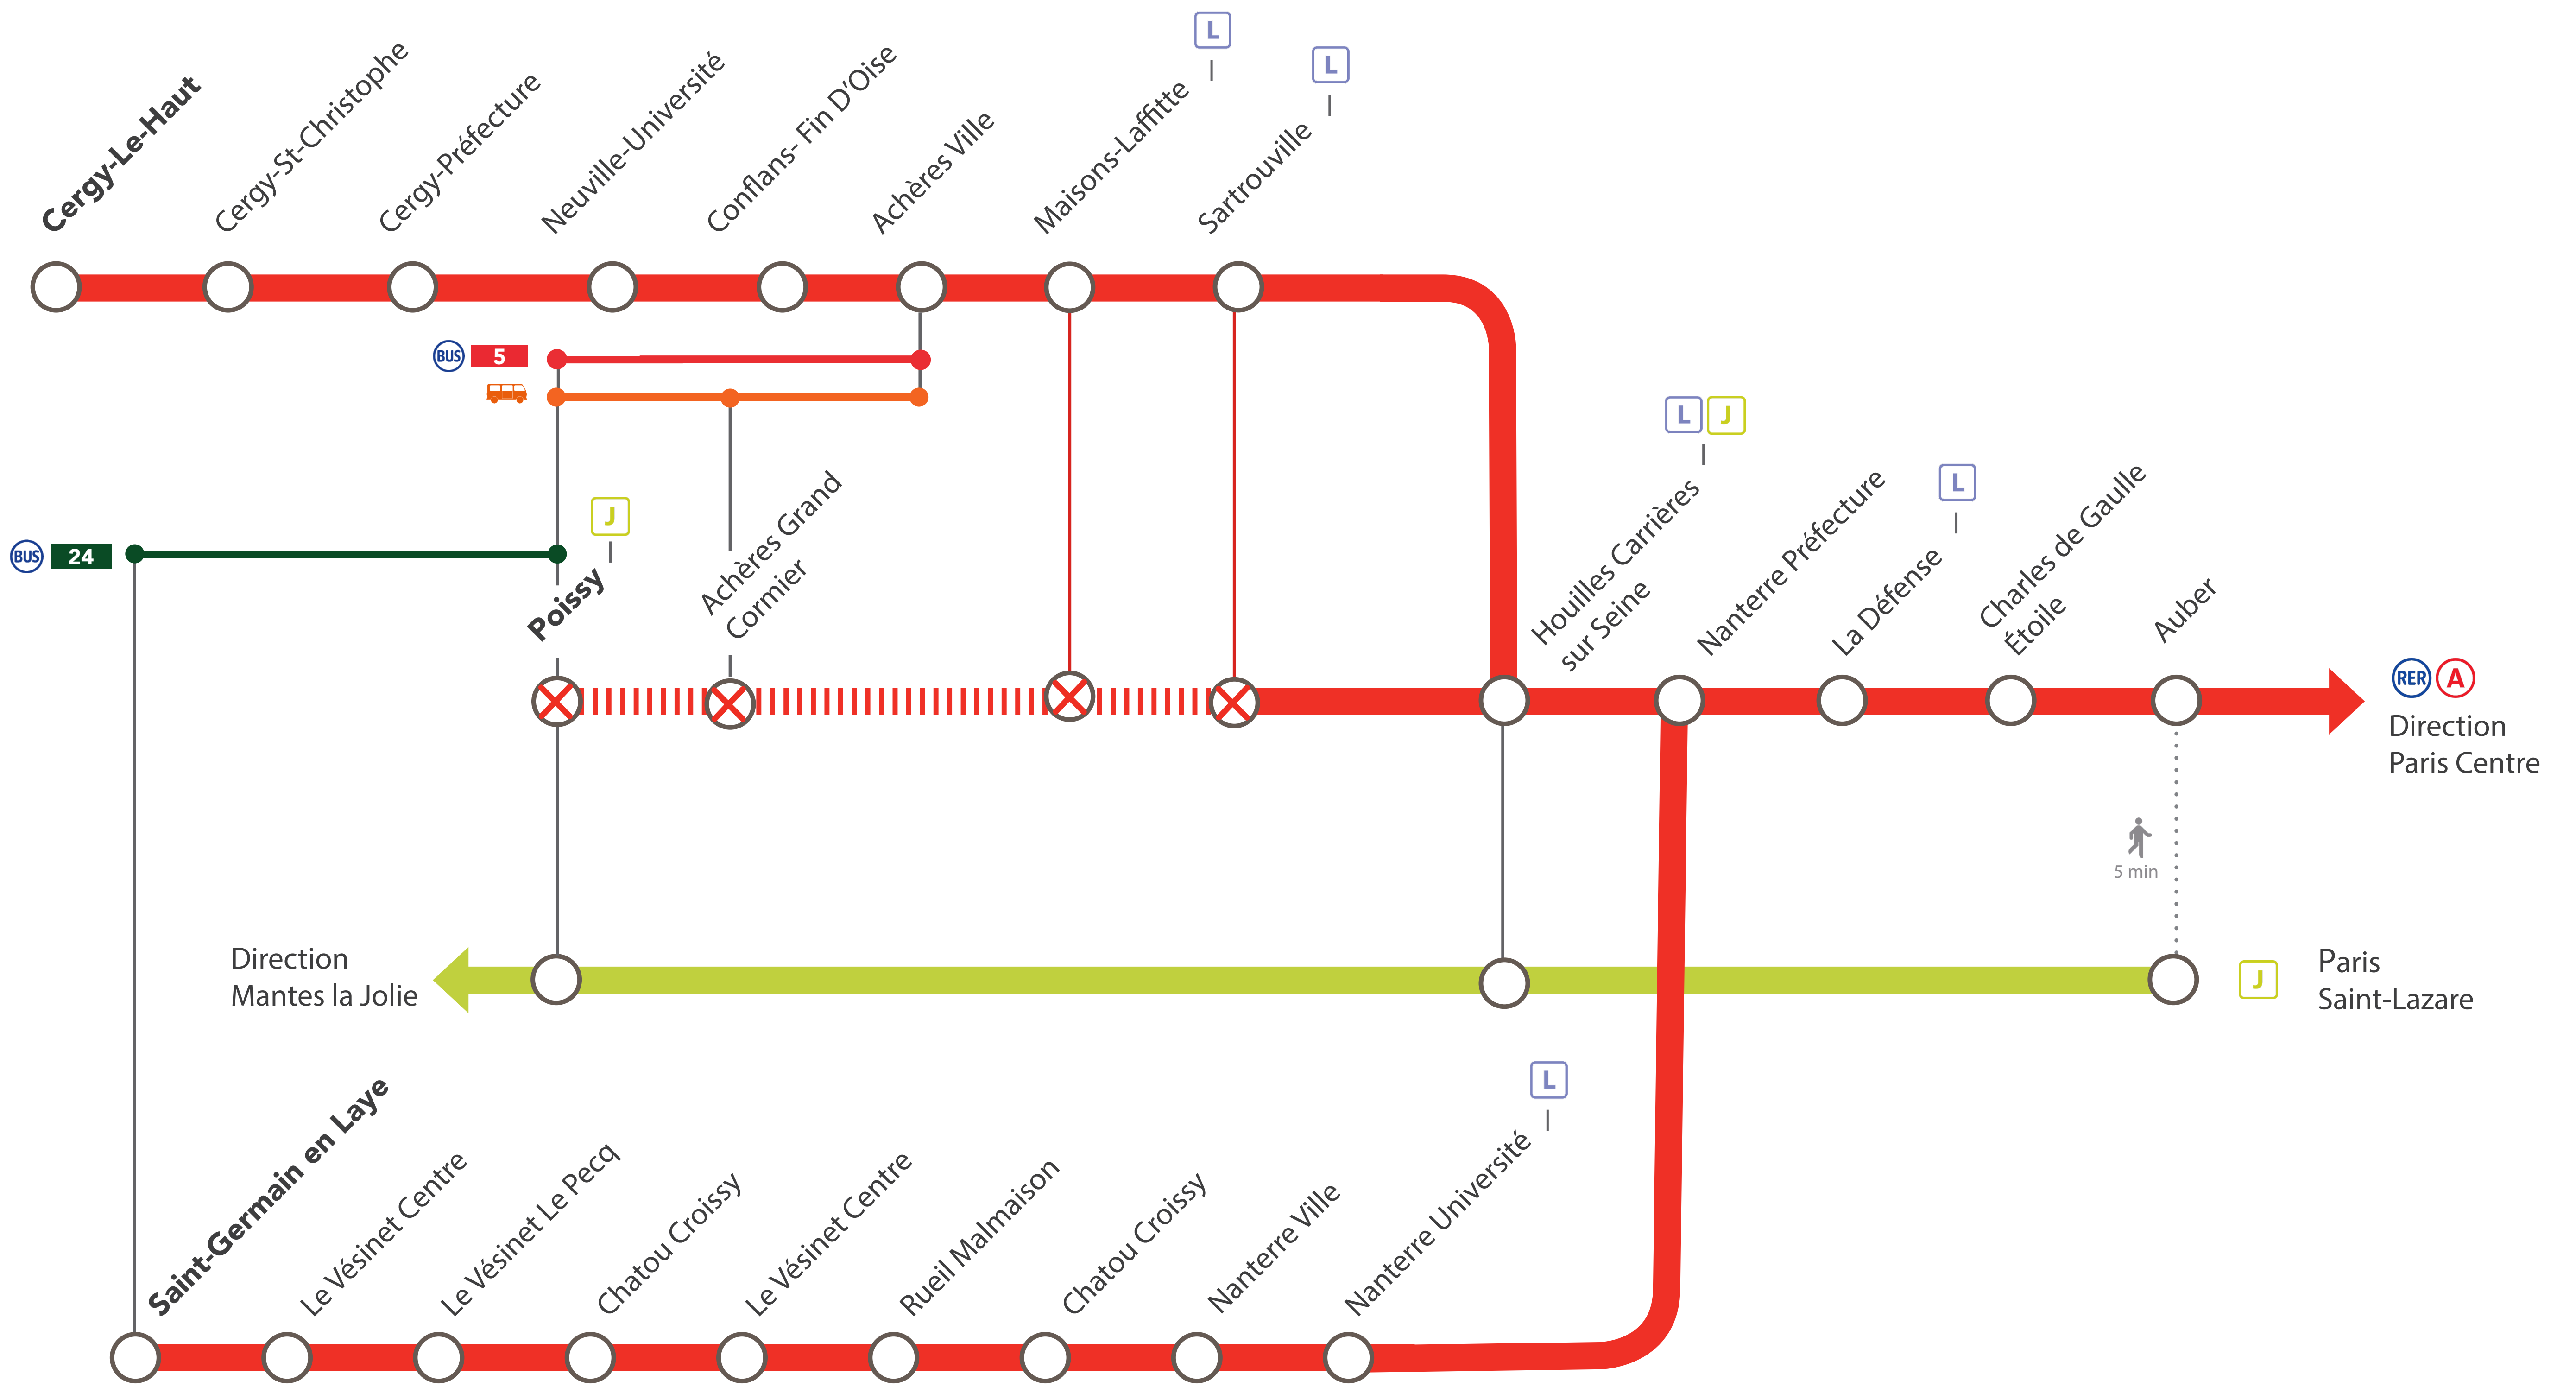 L
L
Cergy-Le-Haut
Cergy-St-Christophe
Cergy-Préfecture
Neuville-Université
Conflans- Fin D'Oise
Achères Ville
Maisons-Laffitte
Sartrouville
BUS 5
L J
L
J
BUS 24
Poissy
Achères Grand
Cormier
Houilles Carrières
sur Seine
Nanterre Préfecture
La Défense
Charles de Gaulle
Étoile
Auber
RER A
Direction
Paris Centre
5 min
Direction
Mantes la Jolie
J
Paris
Saint-Lazare
L
Saint-Germain en Laye
Le Vésinet Centre
Le Vésinet Le Pecq
Chatou Croissy
Le Vésinet Centre
Rueil Malmaison
Chatou Croissy
Nanterre Ville
Nanterre Université